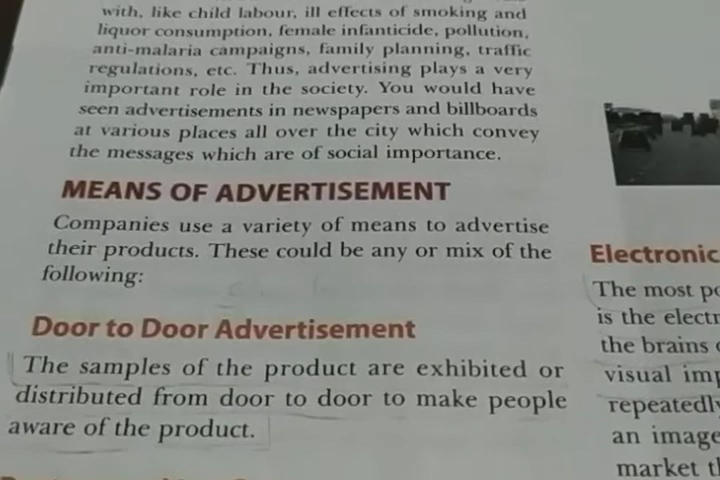 with, like child labour, ill effects of smoking and
liquor consumption, female infanticide, pollution,
anti-malaria campaigns, family planning, traffic
regulations, etc. Thus, advertising plays a very
important role in the society. You would have
seen advertisements in newspapers and billboards
at various places all over the city which convey
the messages which are of social importance.
MEANS OF ADVERTISEMENT
Companies use a variety of means to advertise
their products. These could be any or mix of the
following:
Door to Door Advertisement
The samples of the product are exhibited or
distributed from door to door to make people
aware of the product.
Electronic
The most
is the
the brains
visual
repeatedly
an image
market